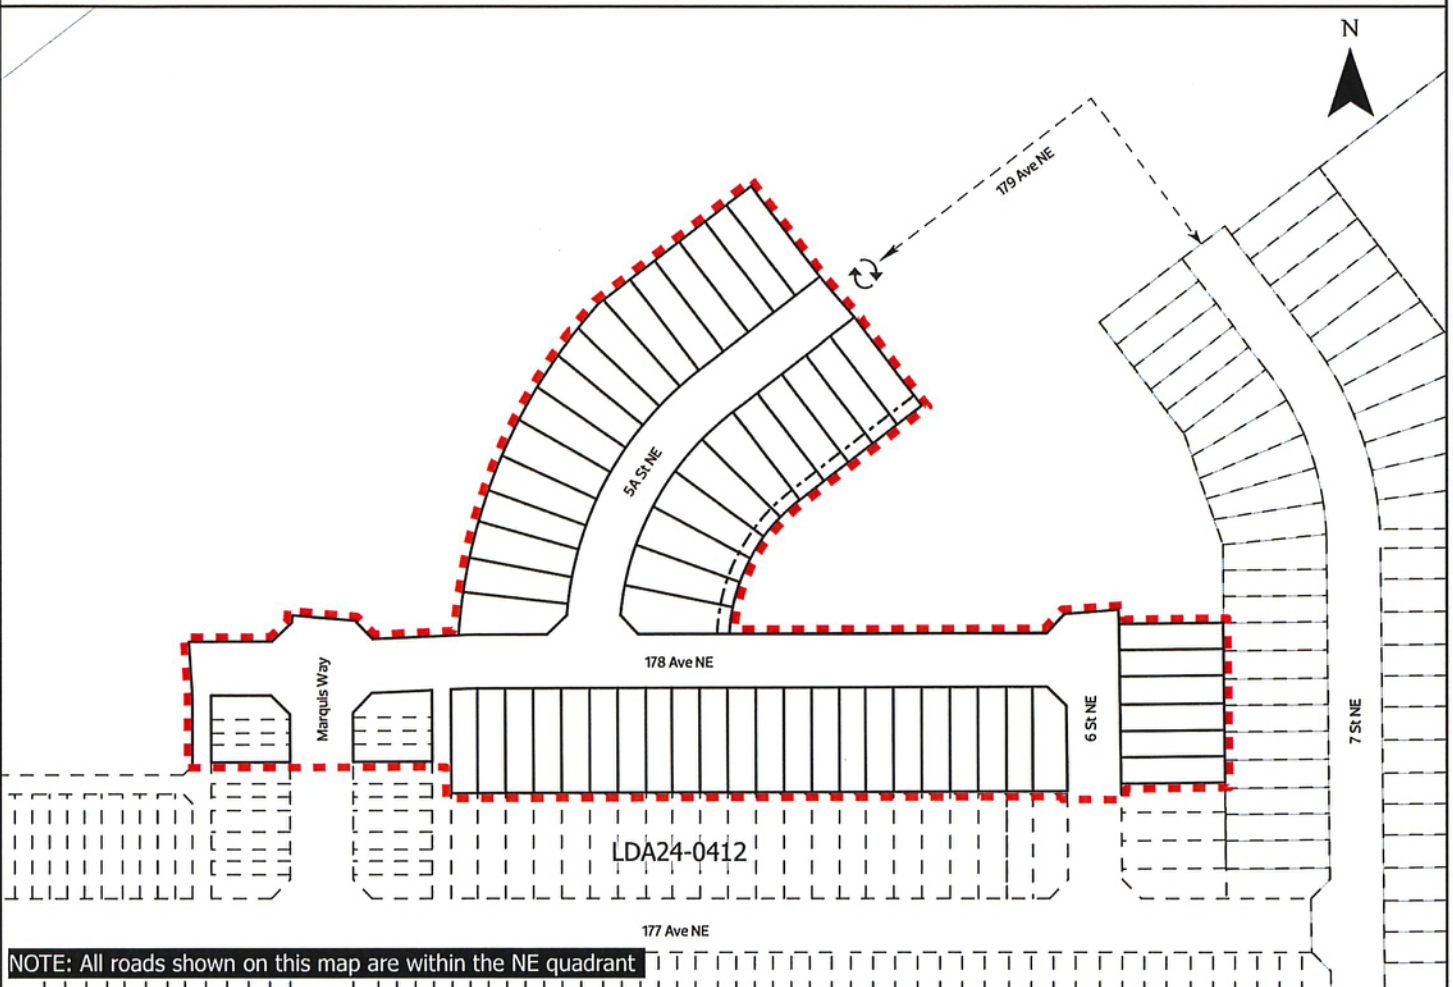 N
179 Ave NE
5A St NE
178 Ave NE
Marquis Way
6 St NE
7 St NE
LDA24-0412
177 Ave NE
NOTE: All roads shown on this map are within the NE quadrant